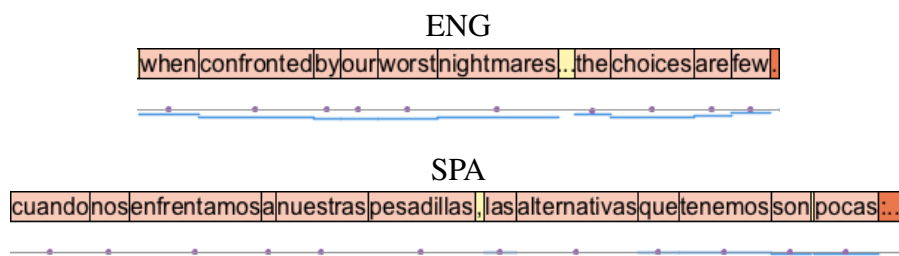 ENG
when confronted by our worst nightmares ... the choices are few .
SPA
cuando nos enfrentamos a nuestras pesadillas , las alternativas que tenemos son pocas :...